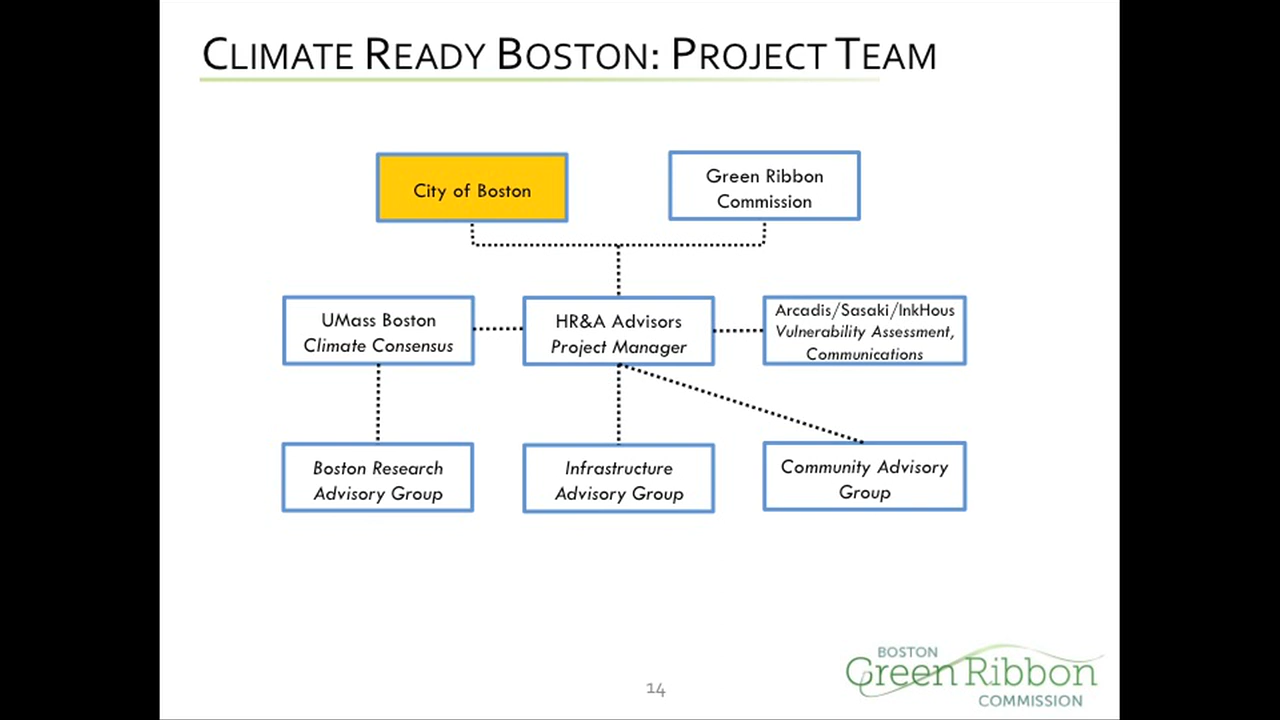 CLIMATE READY BOSTON: PROJECT TEAM
City of Boston
Green Ribbon
Commission
UMass Boston
Climate Consensus
HR&A Advisors
Project Manager
Arcadis/Sasaki/InkHous
Vulnerability Assessment,
Communications
Boston Research
Advisory Group
Infrastructure
Advisory Group
Community Advisory
Group
14
BOSTON
Green Ribbon
COMMISSION